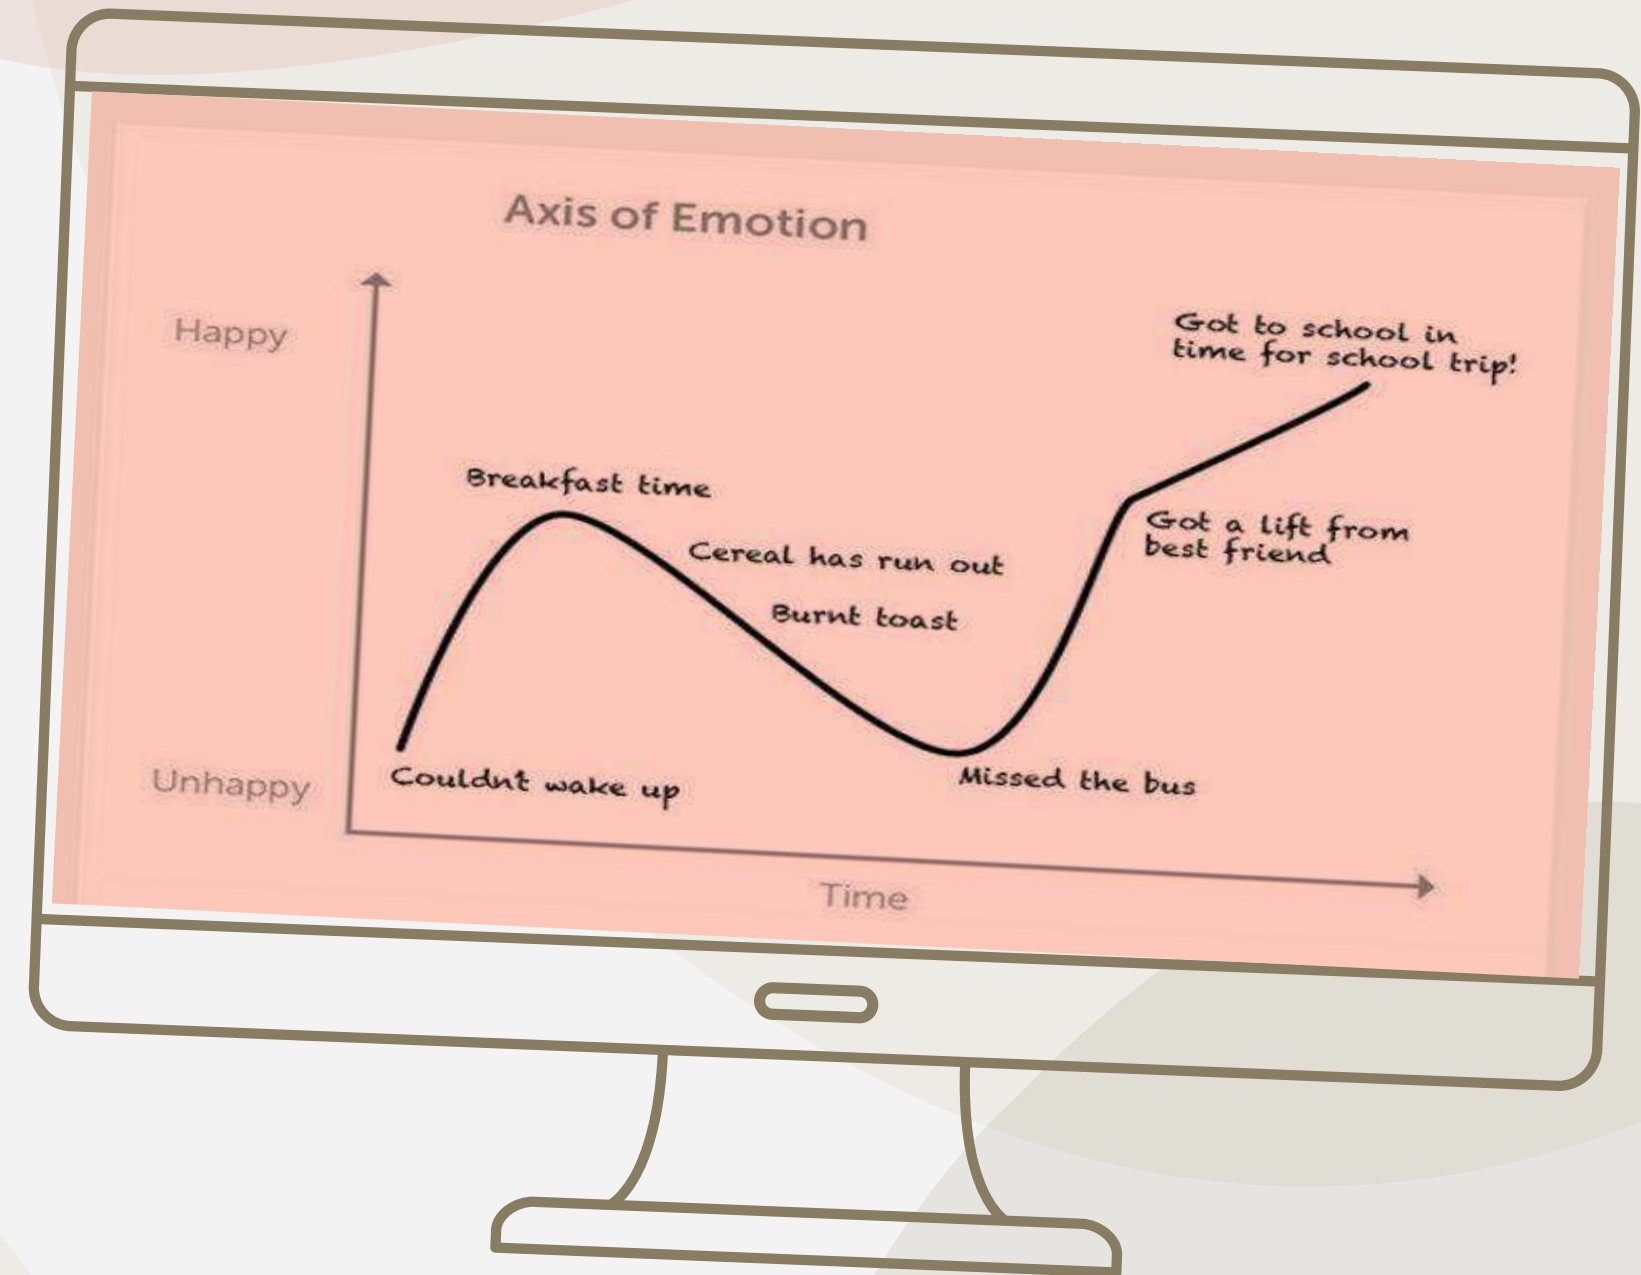 Axis of Emotion
Happy
Got to school in
time for school trip!
Breakfast time
Cereal has run out
Got a lift from
best friend
Burnt toast
Unhappy
Couldnt wake up
Missed the bus
Time